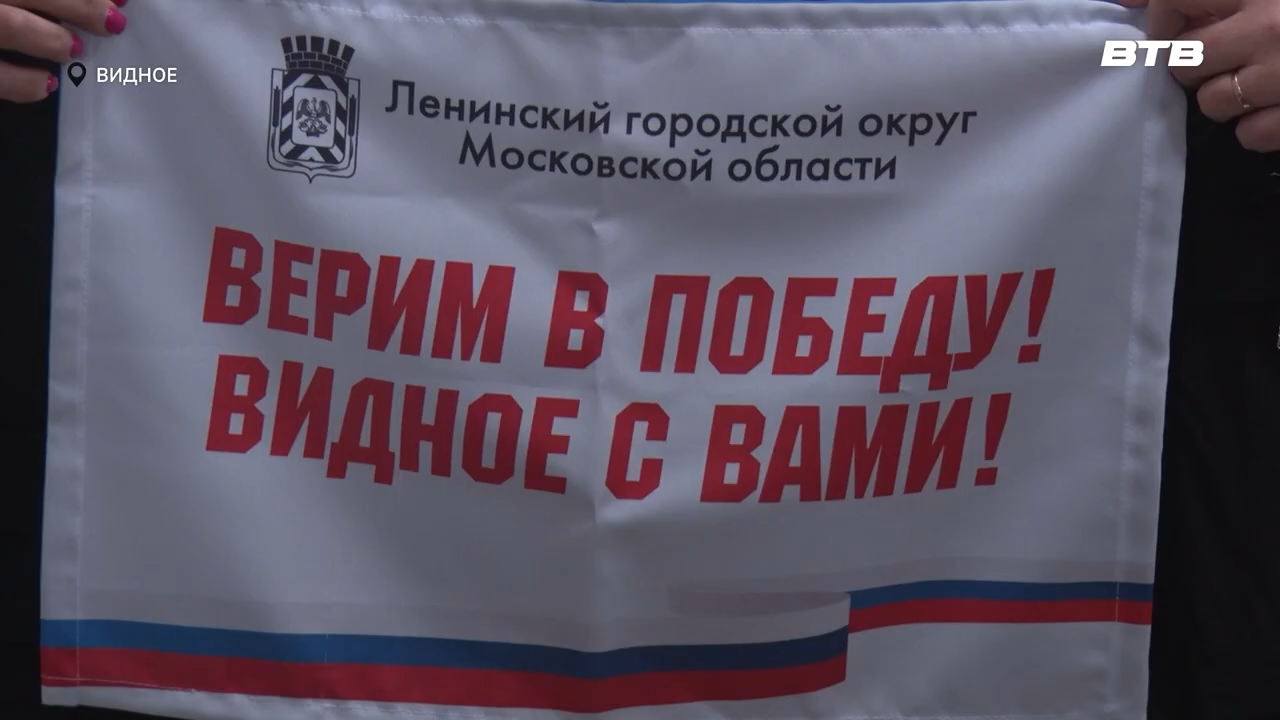 ВТВ
ВИДНОЕ
Ленинский городской округ
Московской области
ВЕРИМ В ПОБЕДУ!
ВИДНОЕ С ВАМИ!